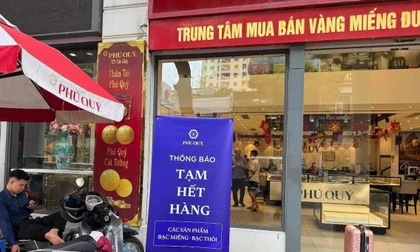 TRUNG TÂM MUA BÁN VÀNG MIẾNG
PHÚ QUÝ
PHÚ QUÝ
Thần Tài
Phú Quý
Phú Quý
Cát Tường
PHÚ QUÝ
THÔNG BÁO
TẠM
HẾT
HÀNG
CÁC SẢN PHẨM
BẠC MIẾNG - BẠC THỎI
PHÚ QUÝ